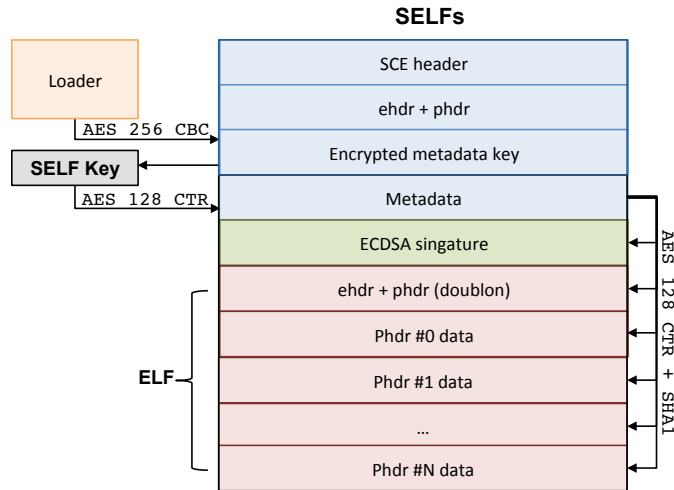 SELFs
Loader
SCE header
ehdr + phdr
AES 256 CBC
Encrypted metadata key
SELF Key
AES 128 CTR
Metadata
ECDSA singature
ehdr + phdr (doublon)
Phdr #0 data
ELF
Phdr #1 data
...
Phdr #N data
AES 128 CTR + SHA1